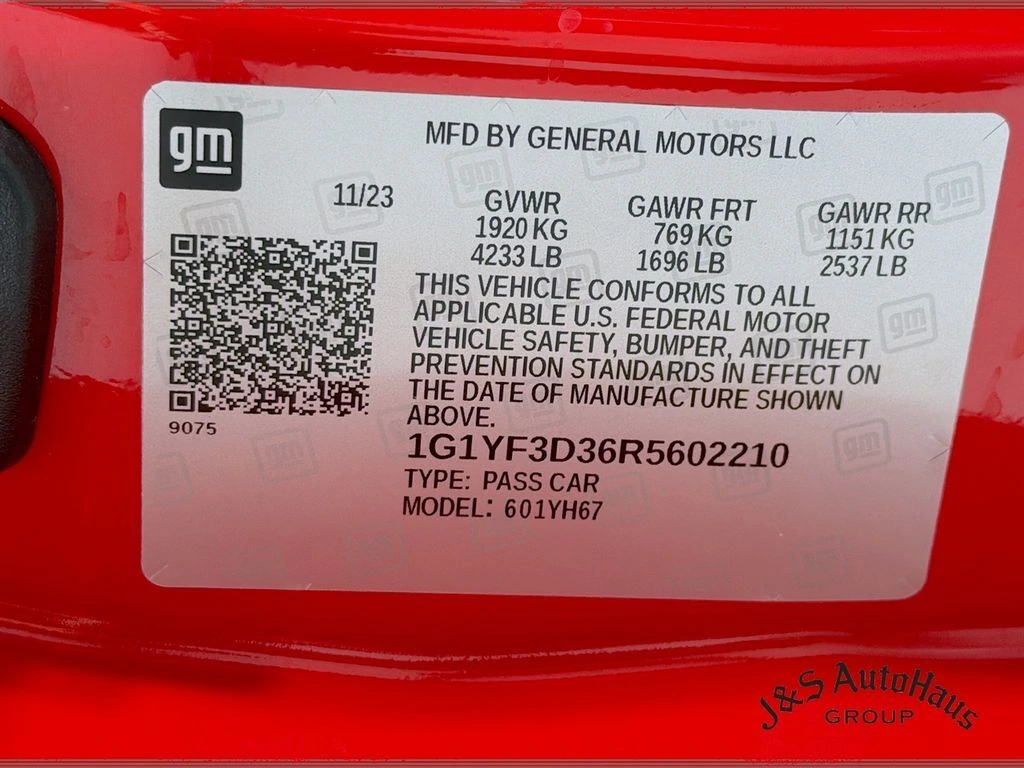 gm
MFD BY GENERAL MOTORS LLC
11/23
GVWR
1920 KG
4233 LB
GAWR FRT
769 KG
1696 LB
GAWR RR
1151 KG
2537 LB
THIS VEHICLE CONFORMS TO ALL
APPLICABLE U.S. FEDERAL MOTOR
VEHICLE SAFETY, BUMPER, AND THEFT
PREVENTION STANDARDS IN EFFECT ON
THE DATE OF MANUFACTURE SHOWN
ABOVE.
9075
1G1YF3D36R5602210
TYPE: PASS CAR
MODEL: 601YH67
J&S AutoHaus
GROUP